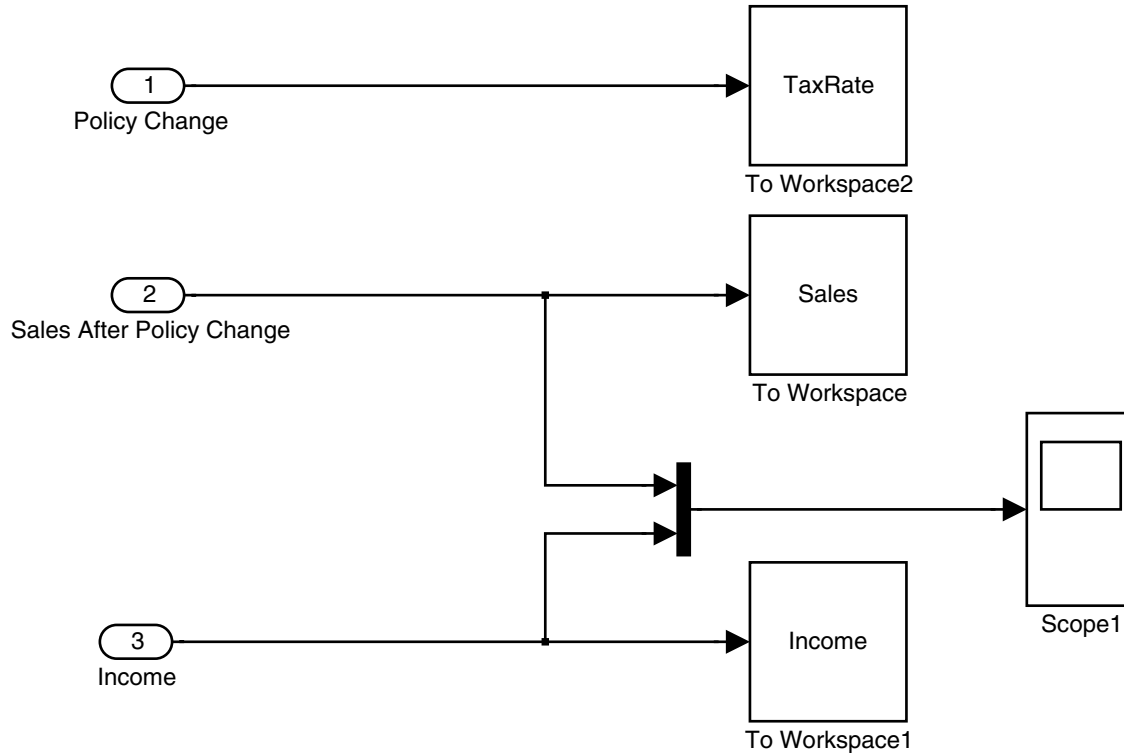 1
Policy Change
TaxRate
To Workspace2
2
Sales After Policy Change
Sales
To Workspace
Scope1
3
Income
Income
To Workspace1